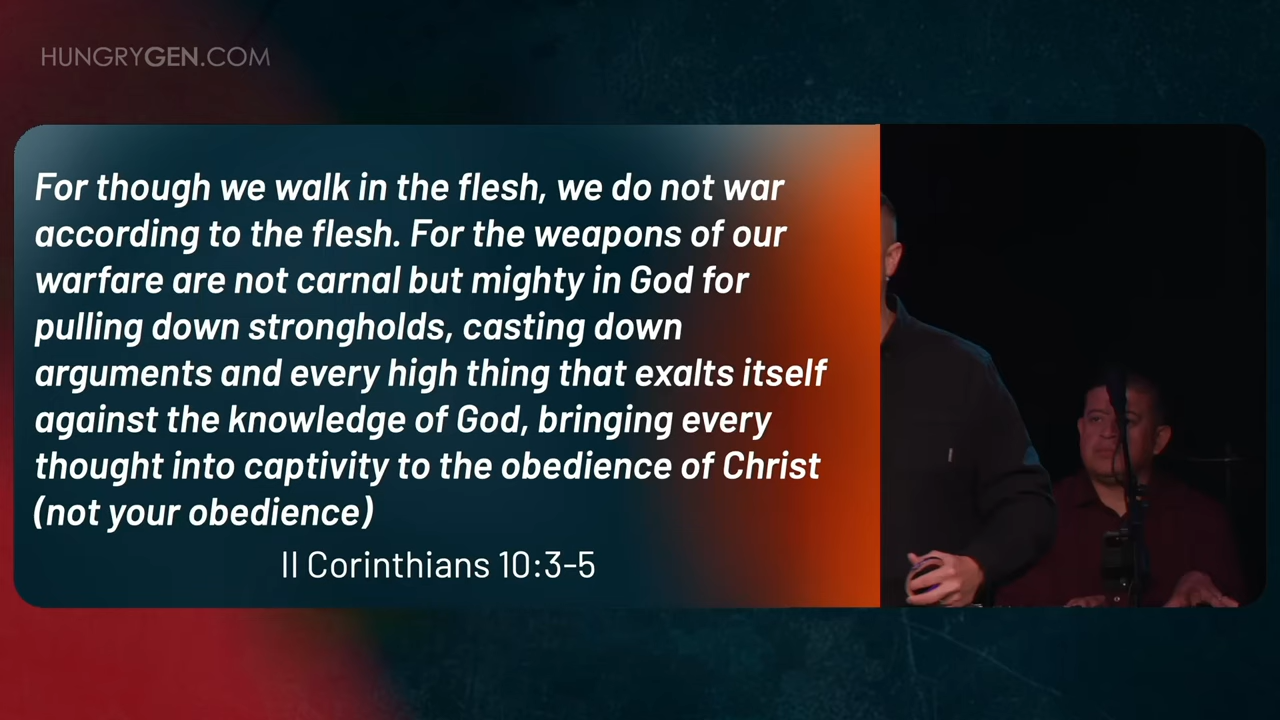 HUNGRYGEN.COM
For though we walk in the flesh, we do not war
according to the flesh. For the weapons of our
warfare are not carnal but mighty in God for
pulling down strongholds, casting down
arguments and every high thing that exalts itself
against the knowledge of God, bringing every
thought into captivity to the obedience of Christ
(not your obedience)
II Corinthians 10:3-5